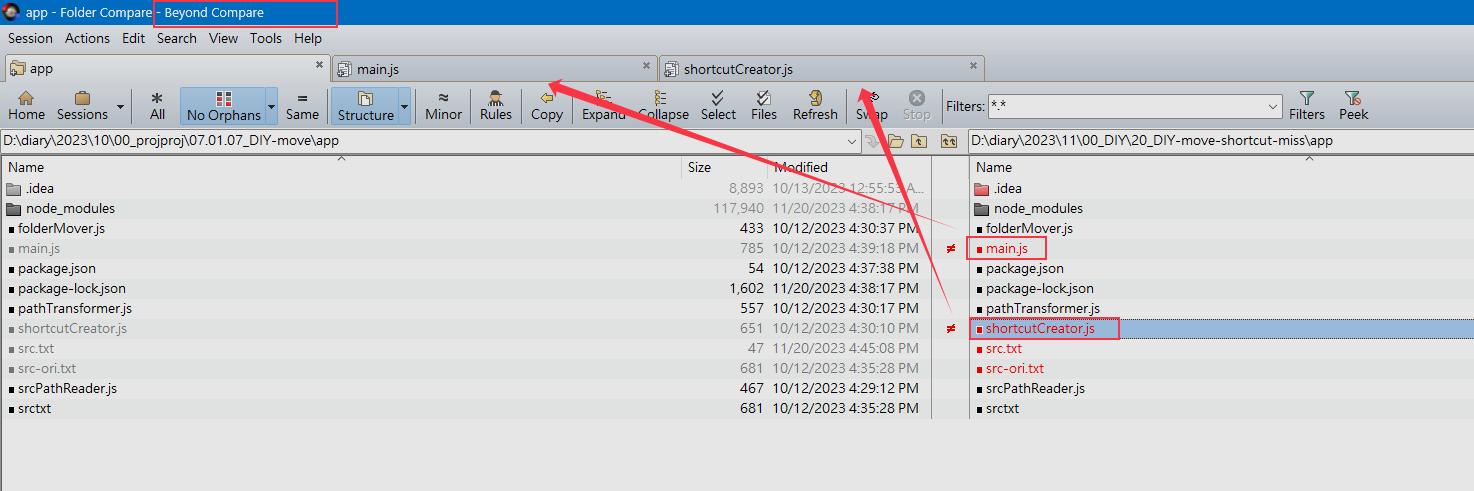 app - Folder Compare - Beyond Compare
Session Actions Edit Search View Tools Help
app main.js shortcutCreator.js
Home Sessions All No Orphans Same Structure Minor Rules Copy Expand Collapse Select Files Refresh Swap Stop Filters: *.* Filters Peek
D:\diary\2023\10\00_projproj\07.01.07_DIY-move\app D:\diary\2023\11\00_DIY\20_DIY-move-shortcut-miss\app
Name Size Modified Name
.idea 8,893 10/13/2023 12:55:53 A... .idea
node_modules 117,940 11/20/2023 4:38:17 PM node_modules
folderMover.js 433 10/12/2023 4:30:37 PM folderMover.js
main.js 785 10/12/2023 4:39:18 PM ≠ main.js
package.json 54 10/12/2023 4:37:38 PM package.json
package-lock.json 1,602 11/20/2023 4:38:17 PM package-lock.json
pathTransformer.js 557 10/12/2023 4:30:17 PM pathTransformer.js
shortcutCreator.js 651 10/12/2023 4:30:10 PM ≠ shortcutCreator.js
src.txt 47 11/20/2023 4:45:08 PM src.txt
src-ori.txt 681 10/12/2023 4:35:28 PM src-ori.txt
srcPathReader.js 467 10/12/2023 4:29:12 PM srcPathReader.js
srctxt 681 10/12/2023 4:35:28 PM srctxt